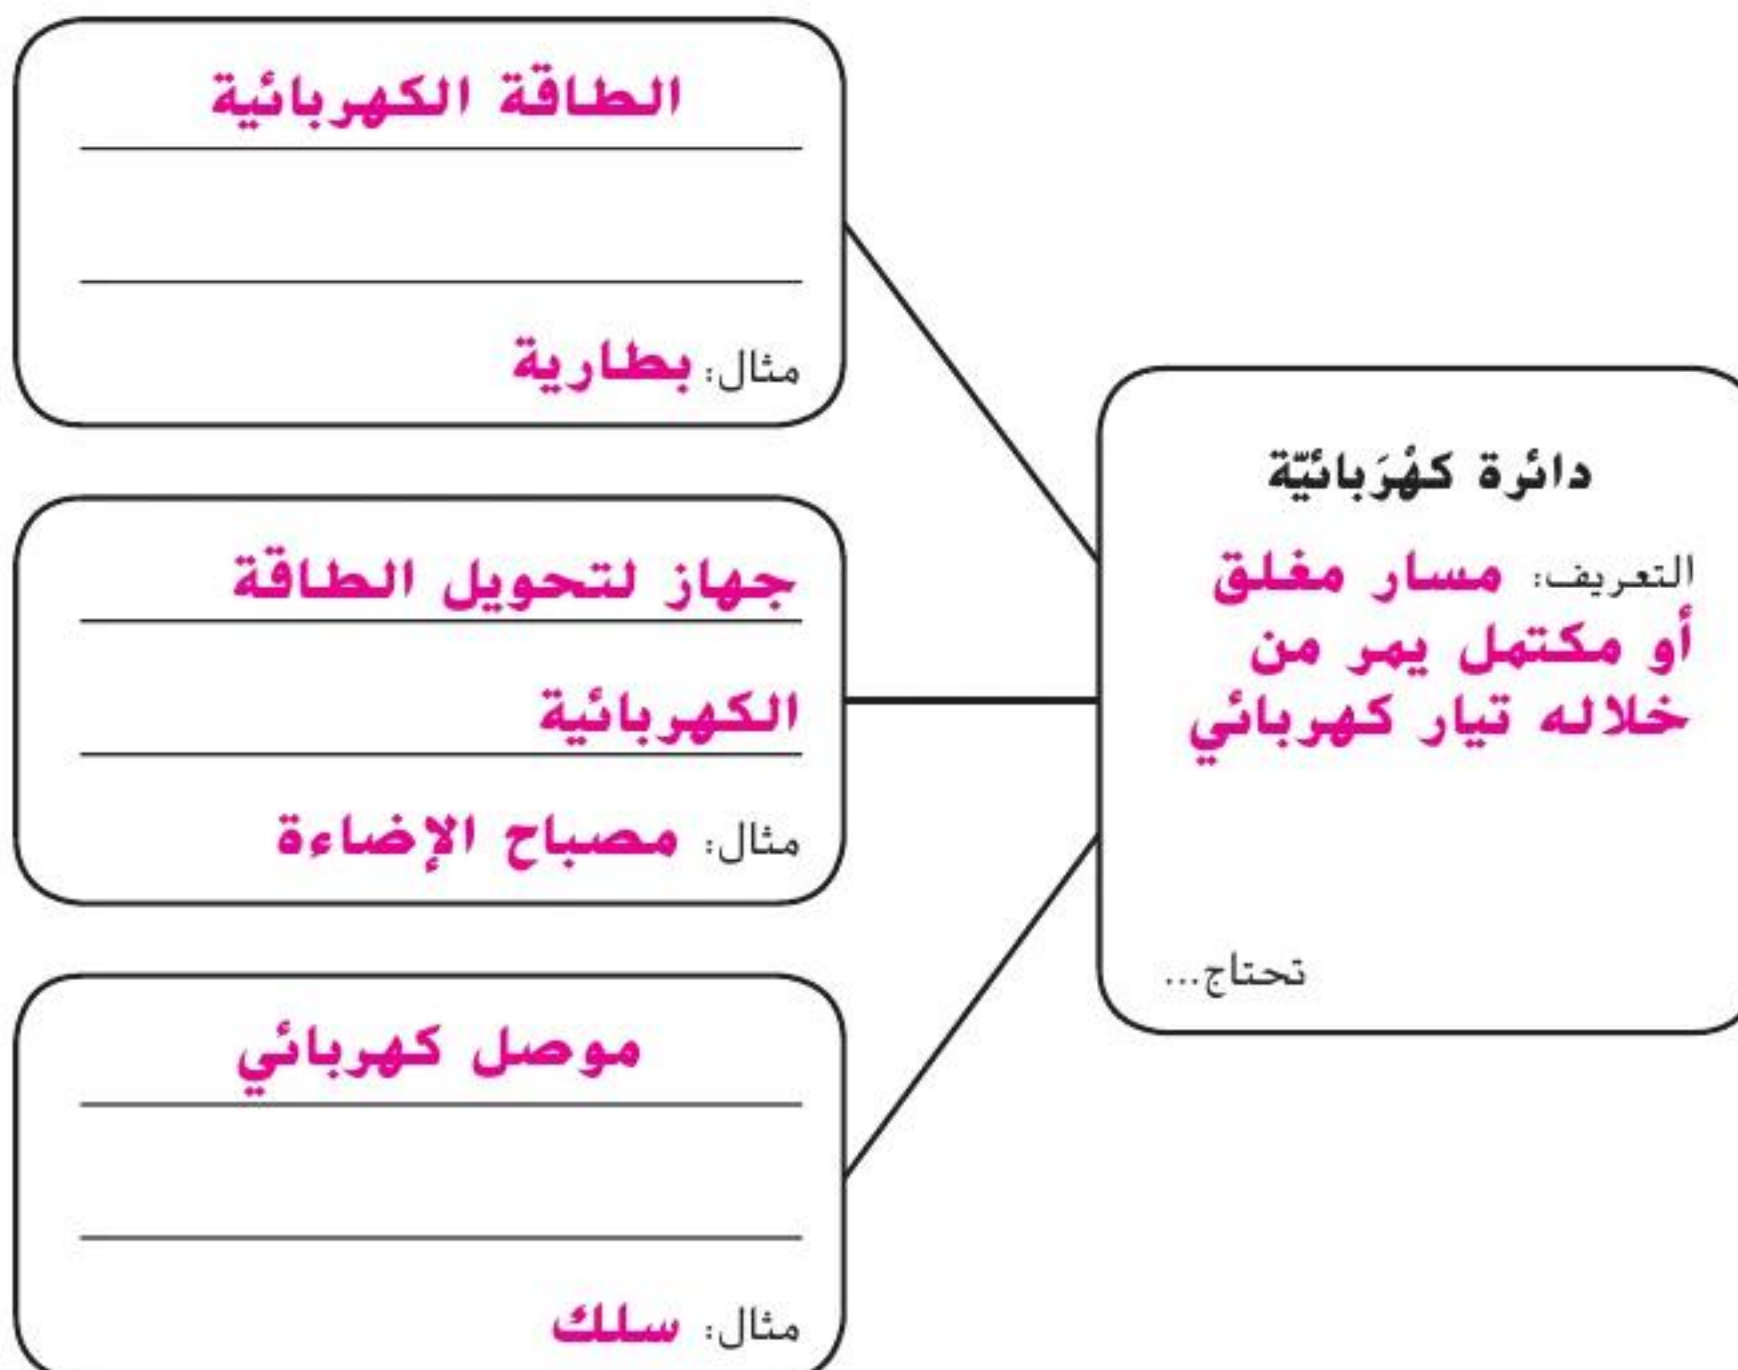 دائرة كهْرَبائيّة
التعريف: مسار مغلق
أو مكتمل يمر من
خلاله تيار كهربائي
تحتاج...
الطاقة الكهربائية
مثال: بطارية
جهاز لتحويل الطاقة
الكهربائية
مثال: مصباح الإضاءة
موصل كهربائي
مثال: سلك